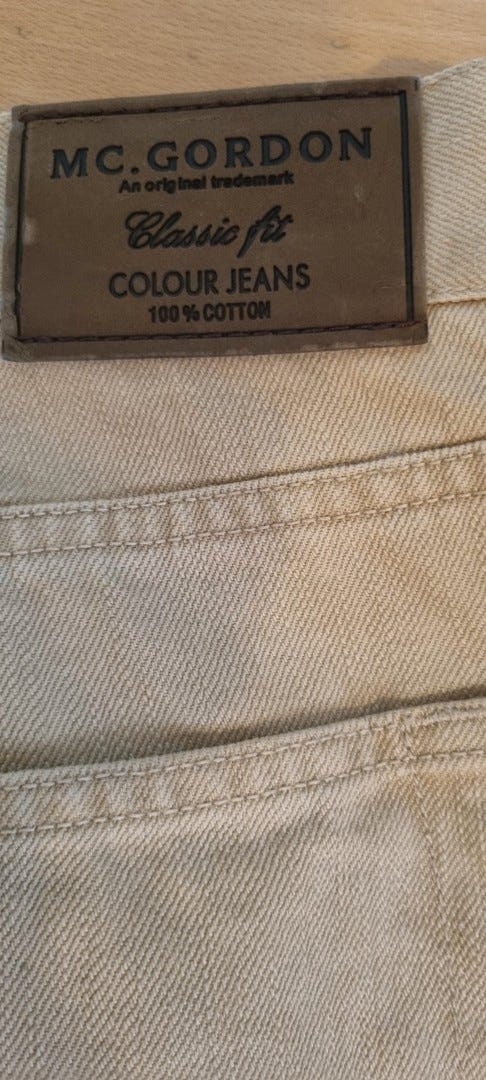 MC.GORDON
An original trademark
Classic fit
COLOUR JEANS
100% COTTON